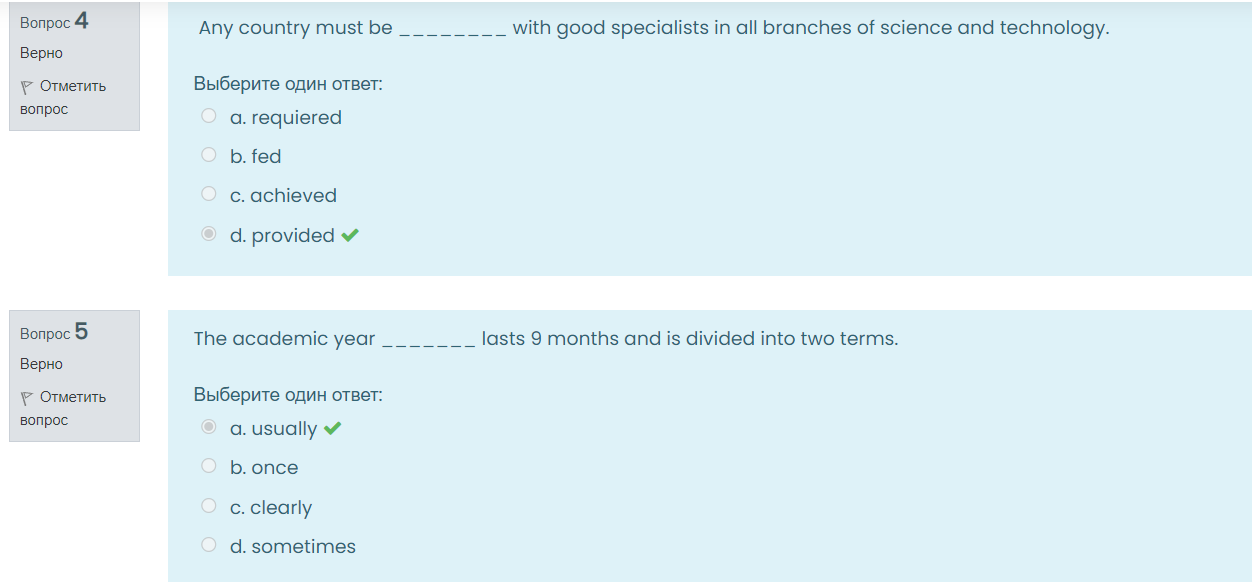 Вопрос 4
Верно
Отметить
вопрос
Any country must be ________ with good specialists in all branches of science and technology.
Выберите один ответ:
a. requiered
b. fed
c. achieved
d. provided
Вопрос 5
Верно
Отметить
вопрос
The academic year _______ lasts 9 months and is divided into two terms.
Выберите один ответ:
a. usually
b. once
c. clearly
d. sometimes